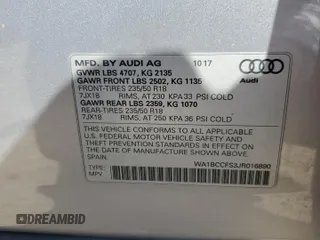 MFD. BY AUDI AG 10 17
GVWR LBS 4707, KG 2135
GAWR FRONT LBS 2502, KG 1135
FRONT-TIRES 235/50 R18
7JX18 RIMS, AT 230 KPA 33 PSI COLD
GAWR REAR LBS 2359, KG 1070
REAR-TIRES 235/50 R18
7JX18 RIMS, AT 250 KPA 36 PSI COLD
THIS VEHICLE CONFORMS TO ALL APPLICABLE
U.S. FEDERAL MOTOR VEHICLE SAFETY AND
THEFT PREVENTION STANDARDS IN EFFECT ON
THE DATE OF MANUFACTURE SHOWN ABOVE.
Audi
TYPE: MPV
WA1BCCFS3JR016890
DREAMBID